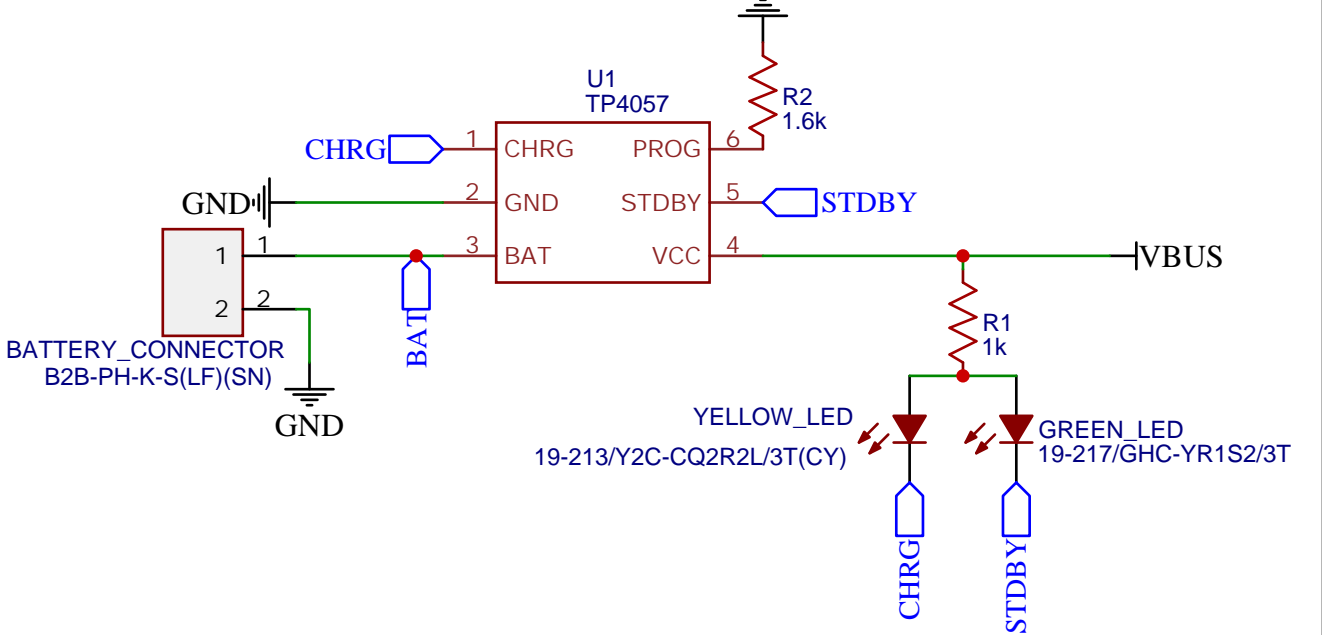 U1
TP4057
R2
1.6k
CHRG
1
CHRG
PROG
6
GND
2
GND
STDBY
5
STDBY
1
1
3
BAT
VCC
4
VBUS
2
2
BATTERY_CONNECTOR
B2B-PH-K-S(LF)(SN)
GND
BAT
R1
1k
YELLOW_LED
19-213/Y2C-CQ2R2L/3T(CY)
GREEN_LED
19-217/GHC-YR1S2/3T
CHRG
STDBY